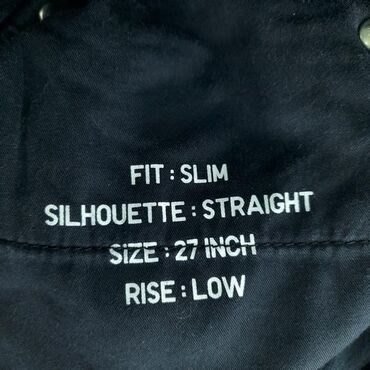 FIT : SLIM
SILHOUETTE : STRAIGHT
SIZE : 27 INCH
RISE : LOW